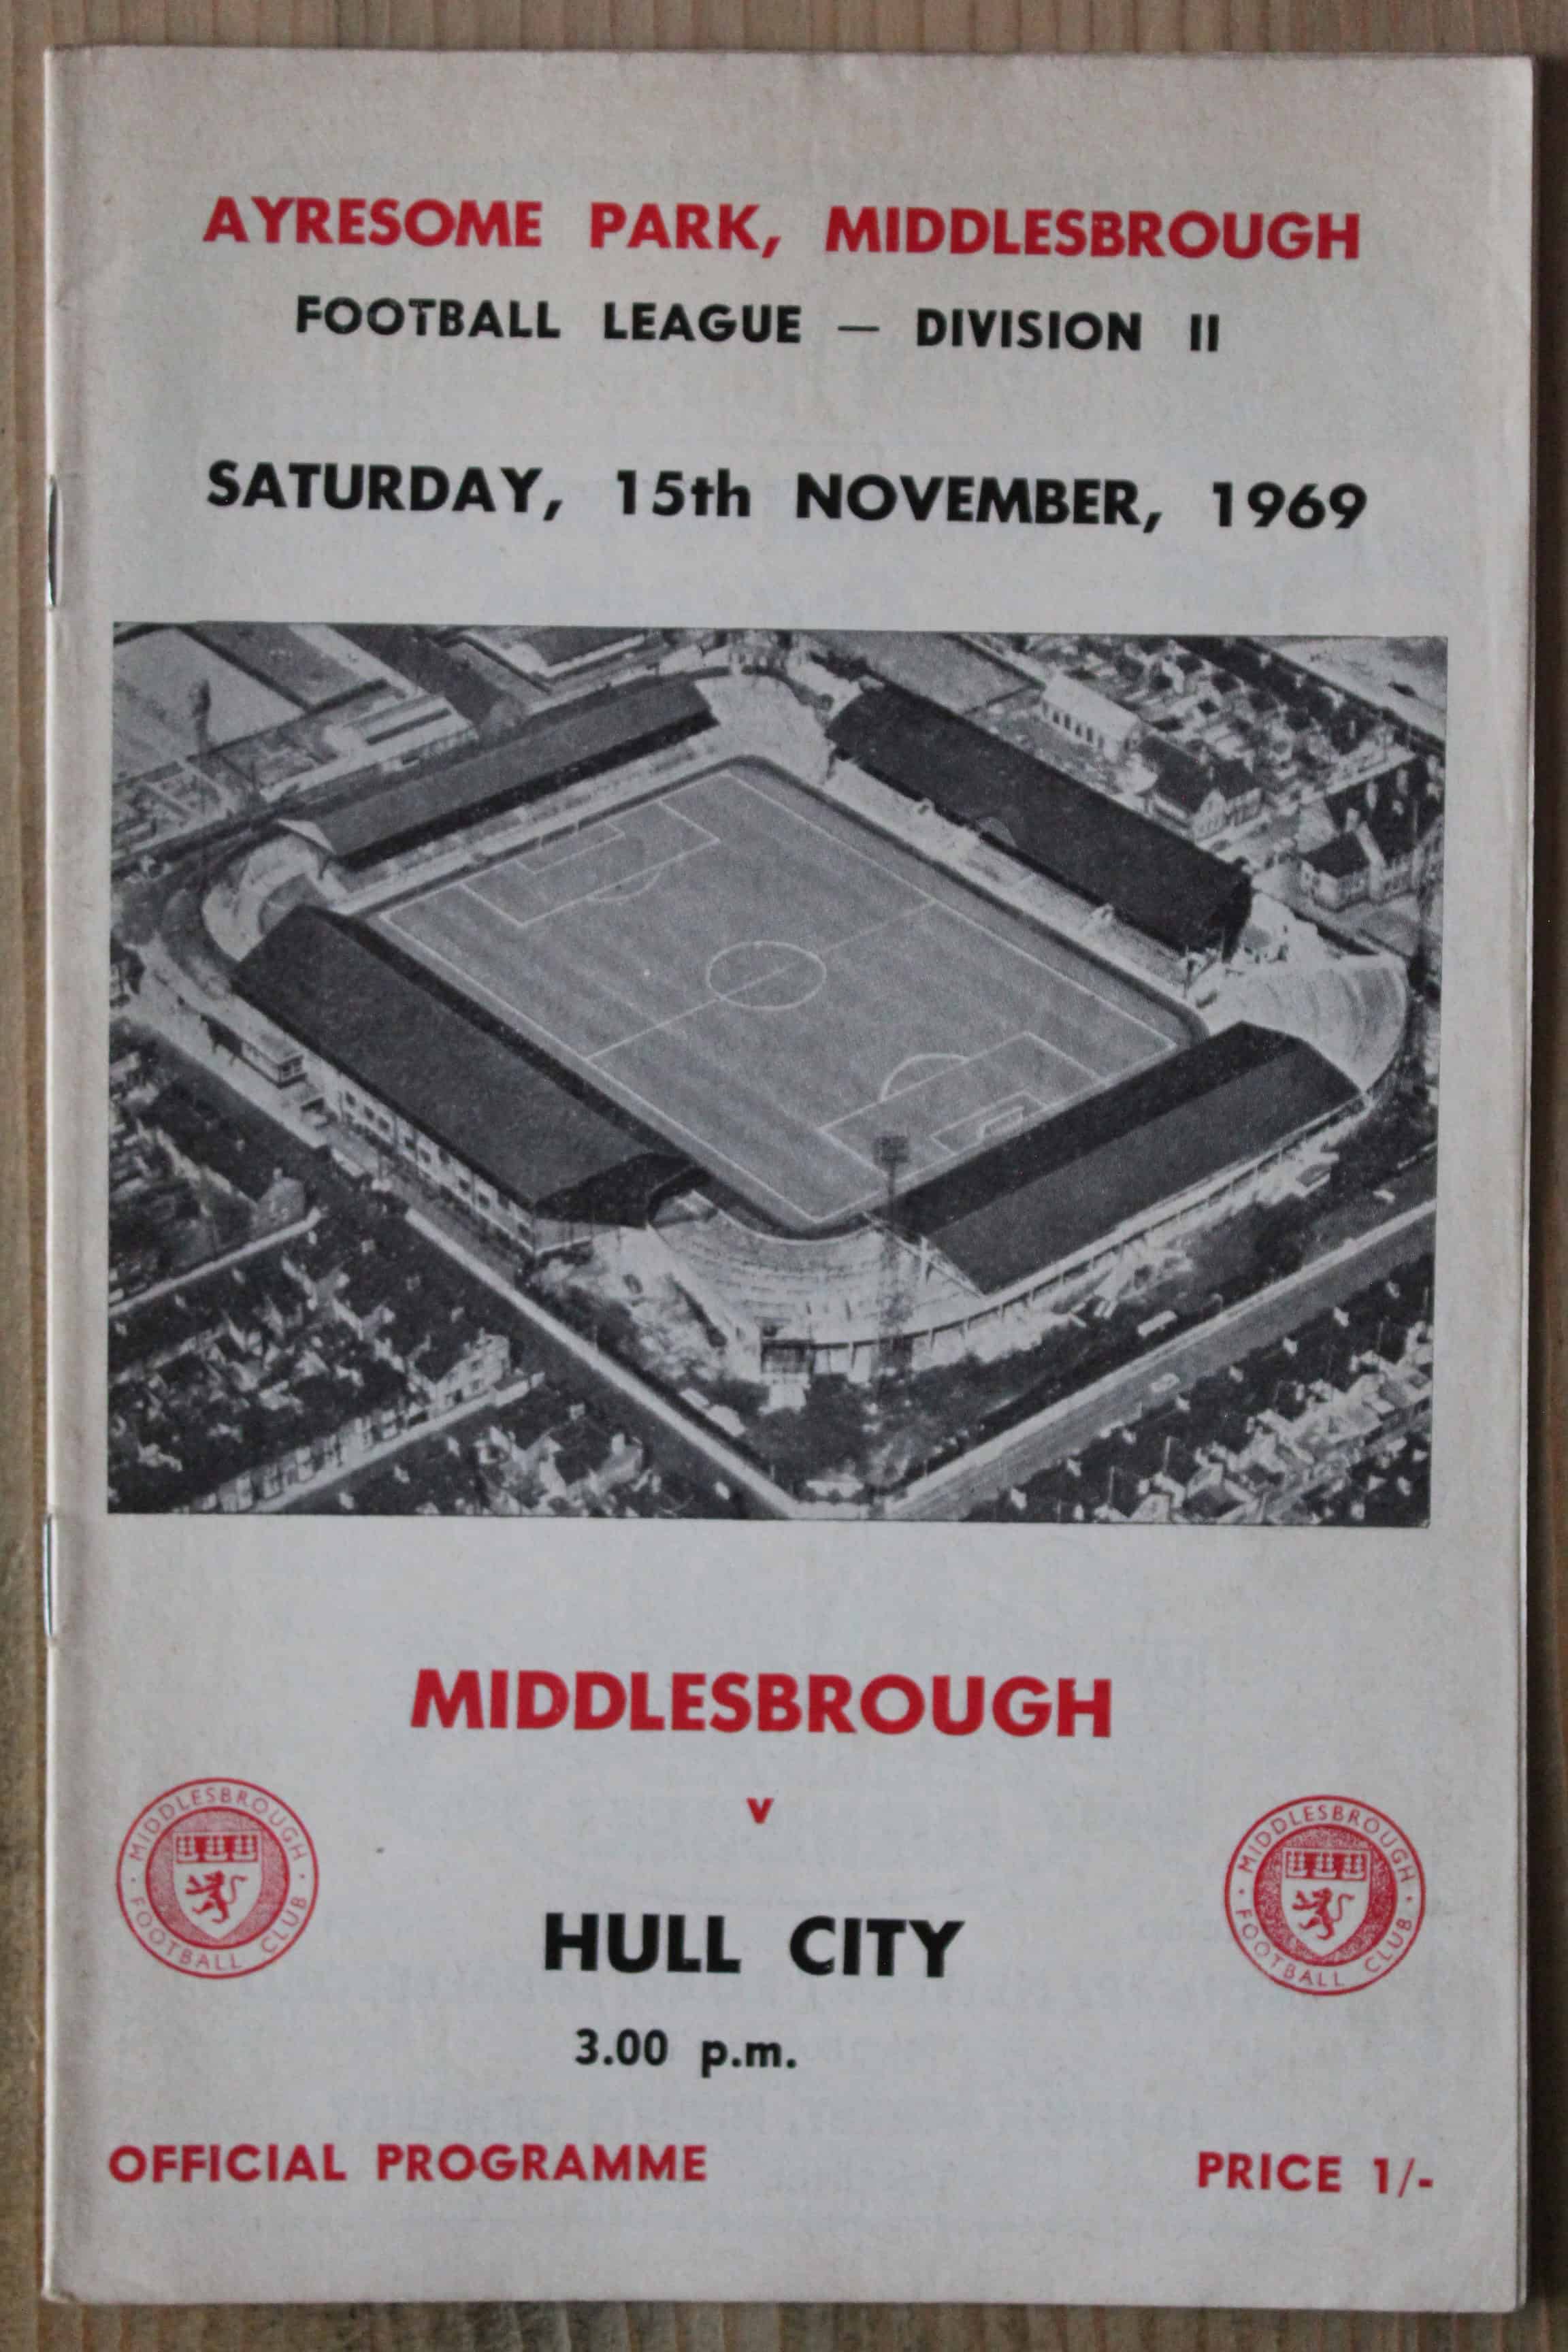 AYRESOME PARK, MIDDLESBROUGH
FOOTBALL LEAGUE — DIVISION II
SATURDAY, 15th NOVEMBER, 1969
MIDDLESBROUGH
v
HULL CITY
3.00 p.m.
MIDDLESBROUGH
· FOOTBALL CLUB ·
MIDDLESBROUGH
· FOOTBALL CLUB ·
OFFICIAL PROGRAMME
PRICE 1/-